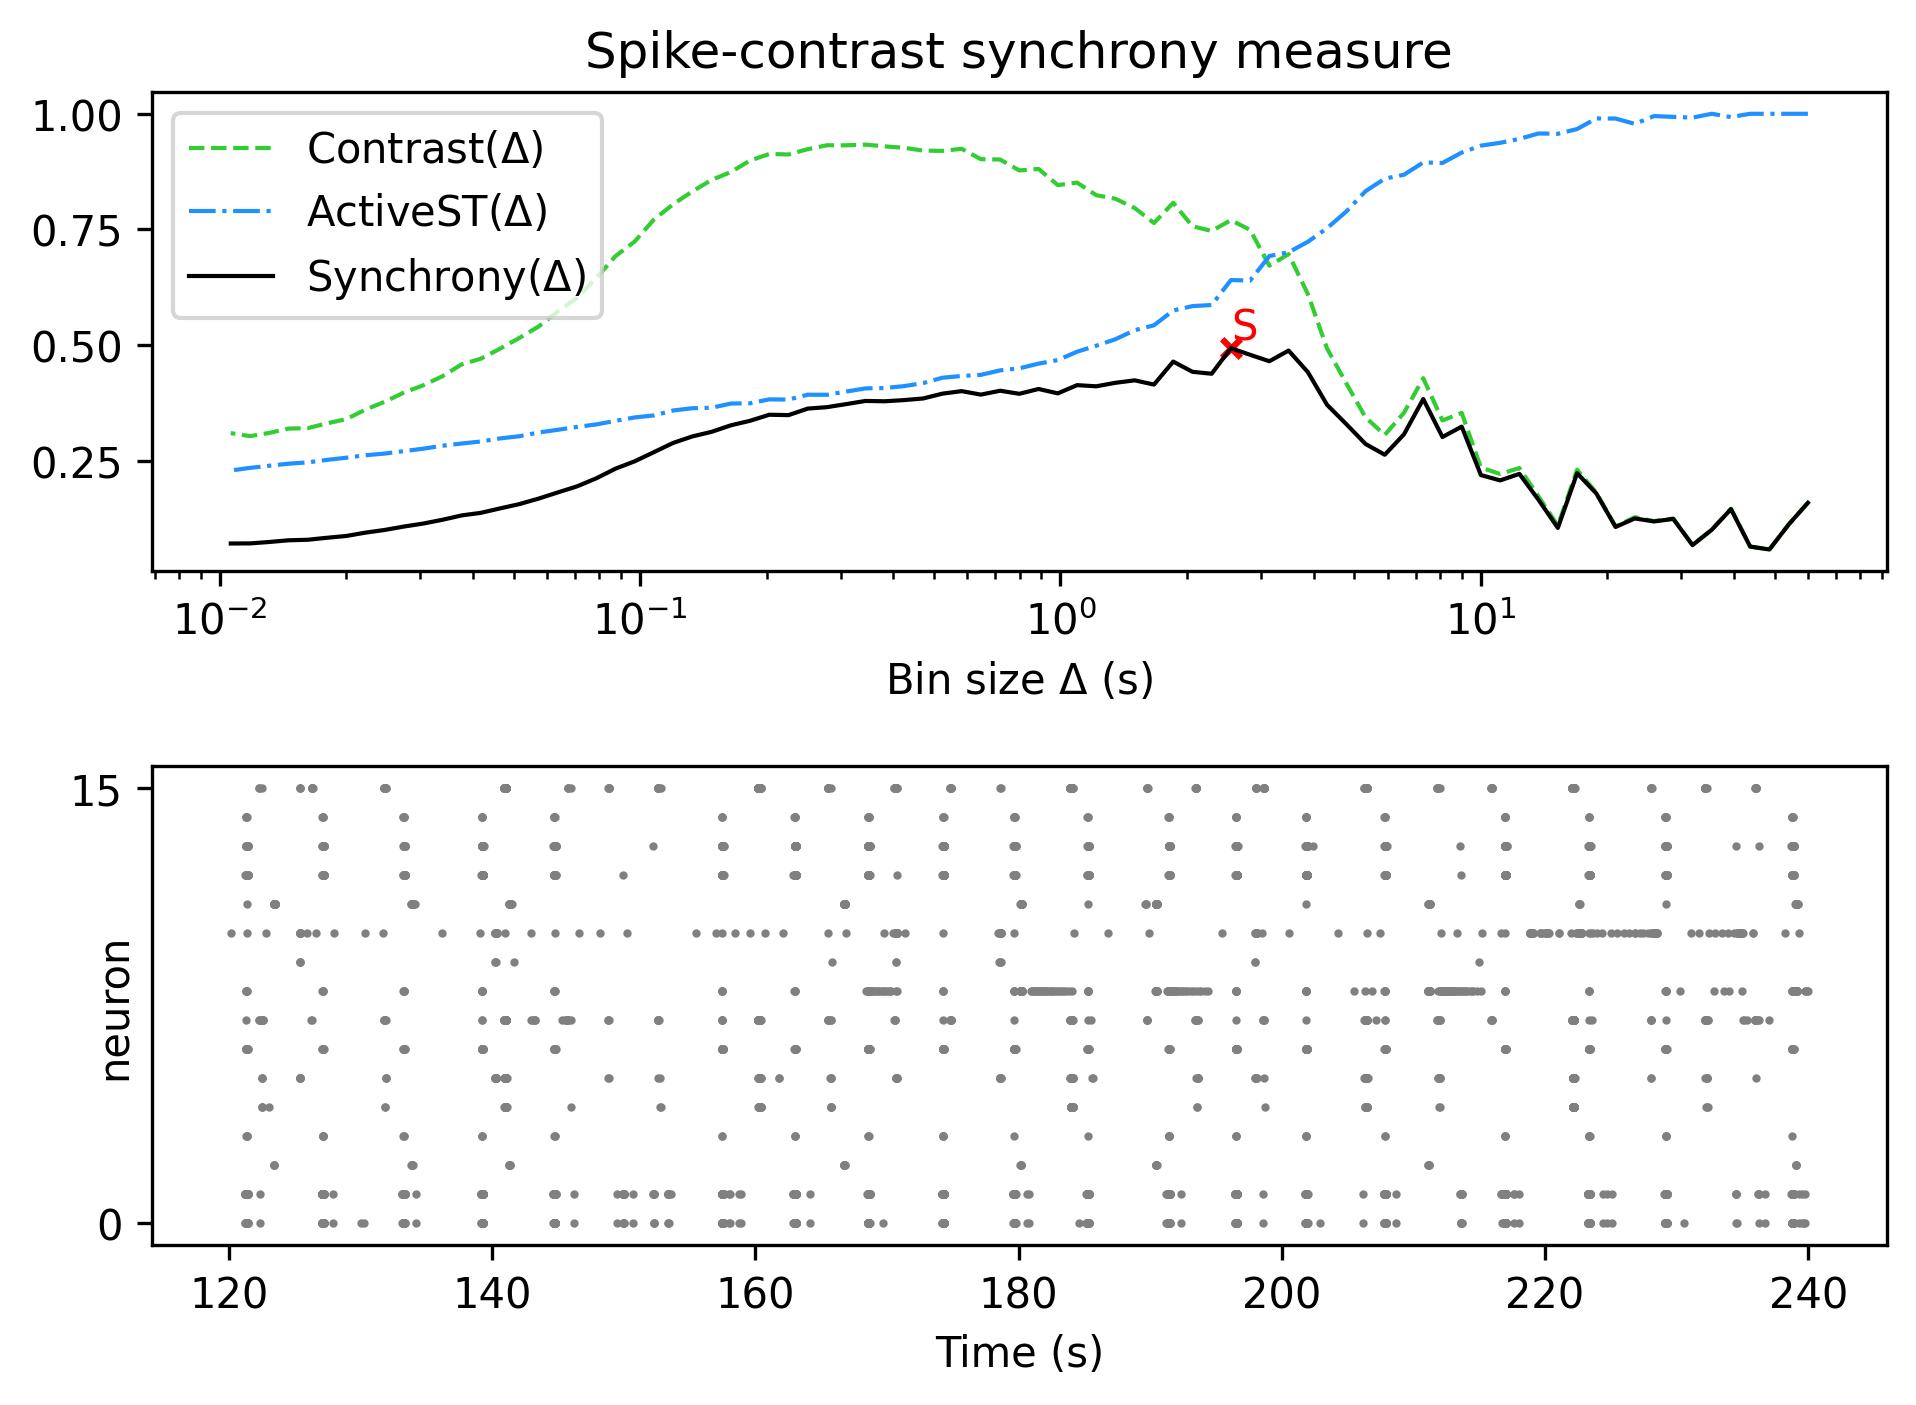 Spike-contrast synchrony measure
1.00
0.75
0.50
0.25
Contrast(Δ)
ActiveST(Δ)
Synchrony(Δ)
S
10⁻² 10⁻¹ 10⁰ 10¹
Bin size Δ (s)
15
0
neuron
120 140 160 180 200 220 240
Time (s)